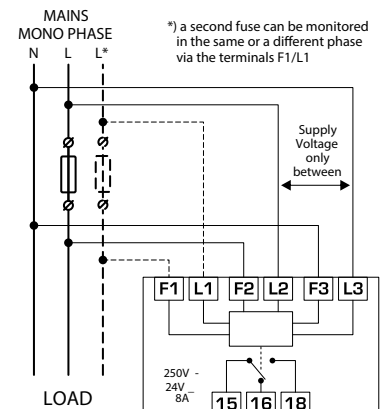 MAINS
MONO PHASE
N L L*
*) a second fuse can be monitored
in the same or a different phase
via the terminals F1/L1
Supply
Voltage
only
between
F1 L1 F2 L2 F3 L3
250V -
24V _
8A
15 16 18
LOAD